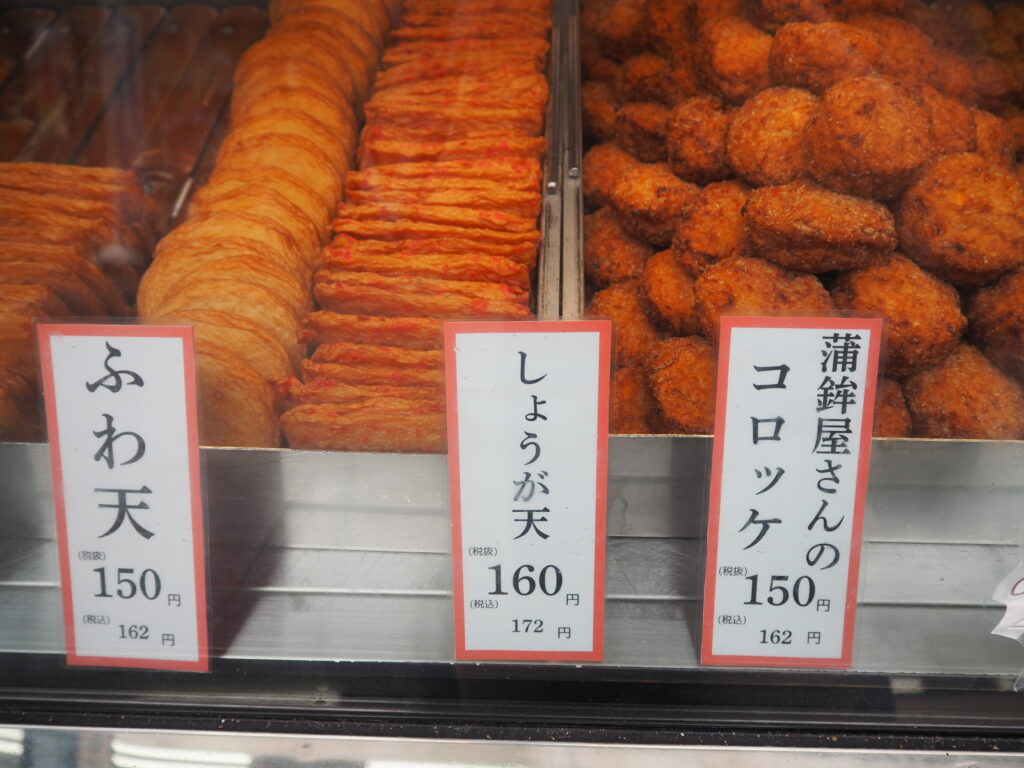 ふわ天
(税抜)
150円
(税込)
162円
しょうが天
(税抜)
160円
(税込)
172円
蒲鉾屋さんの
コロッケ
(税抜)
150円
(税込)
162円